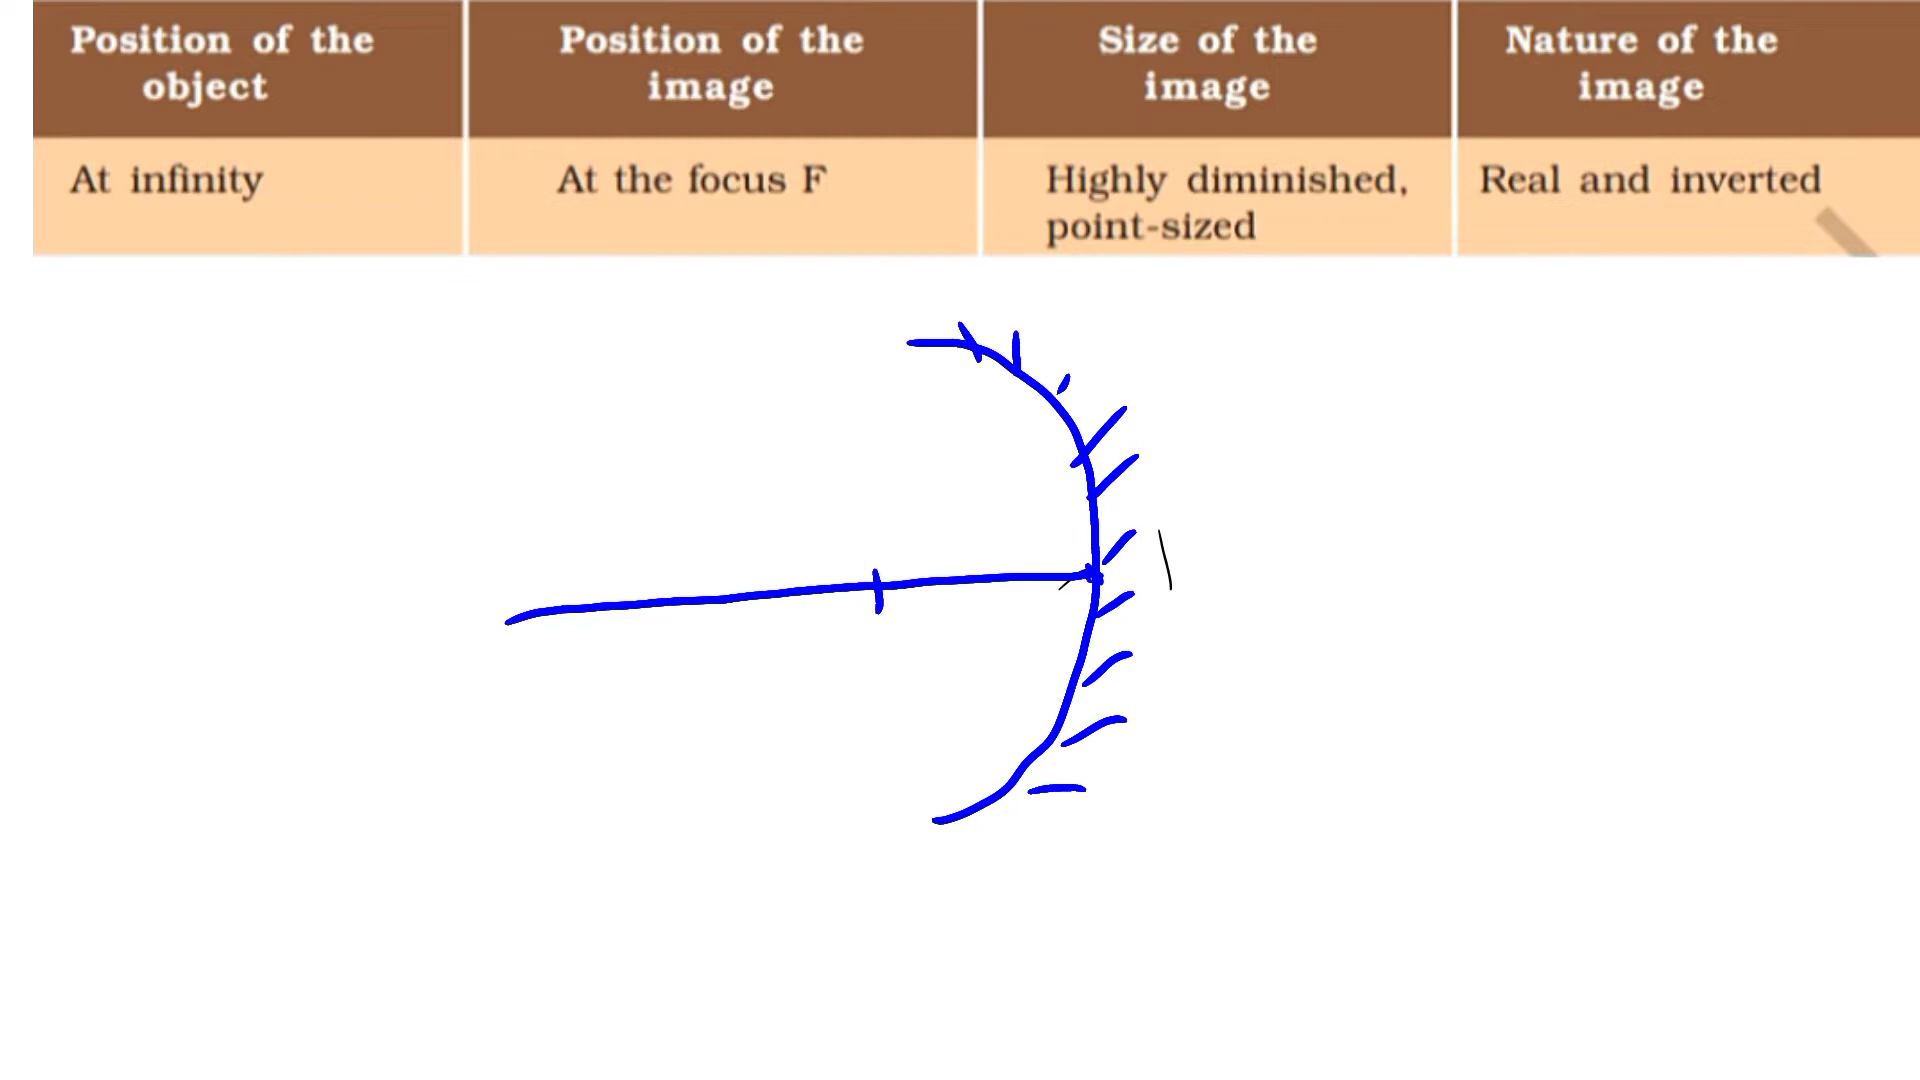 Position of the object
Position of the image
Size of the image
Nature of the image
At infinity
At the focus F
Highly diminished,
point-sized
Real and inverted